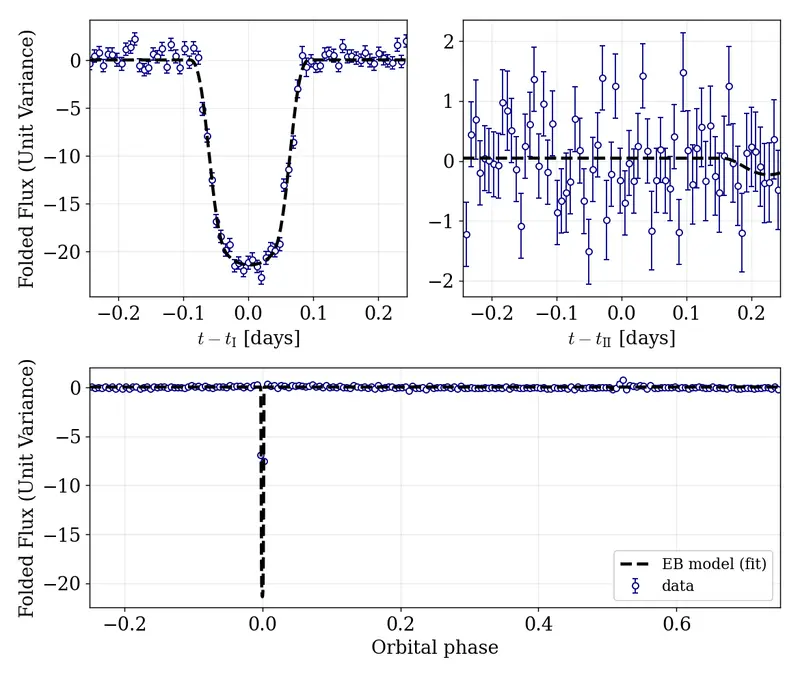 Folded Flux (Unit Variance)
0
−5
−10
−15
−20
−0.2 −0.1 0.0 0.1 0.2
t − t_I [days]
2
1
0
−1
−2
−0.2 −0.1 0.0 0.1 0.2
t − t_II [days]
Folded Flux (Unit Variance)
0
−5
−10
−15
−20
−0.2 0.0 0.2 0.4 0.6
Orbital phase
EB model (fit)
data